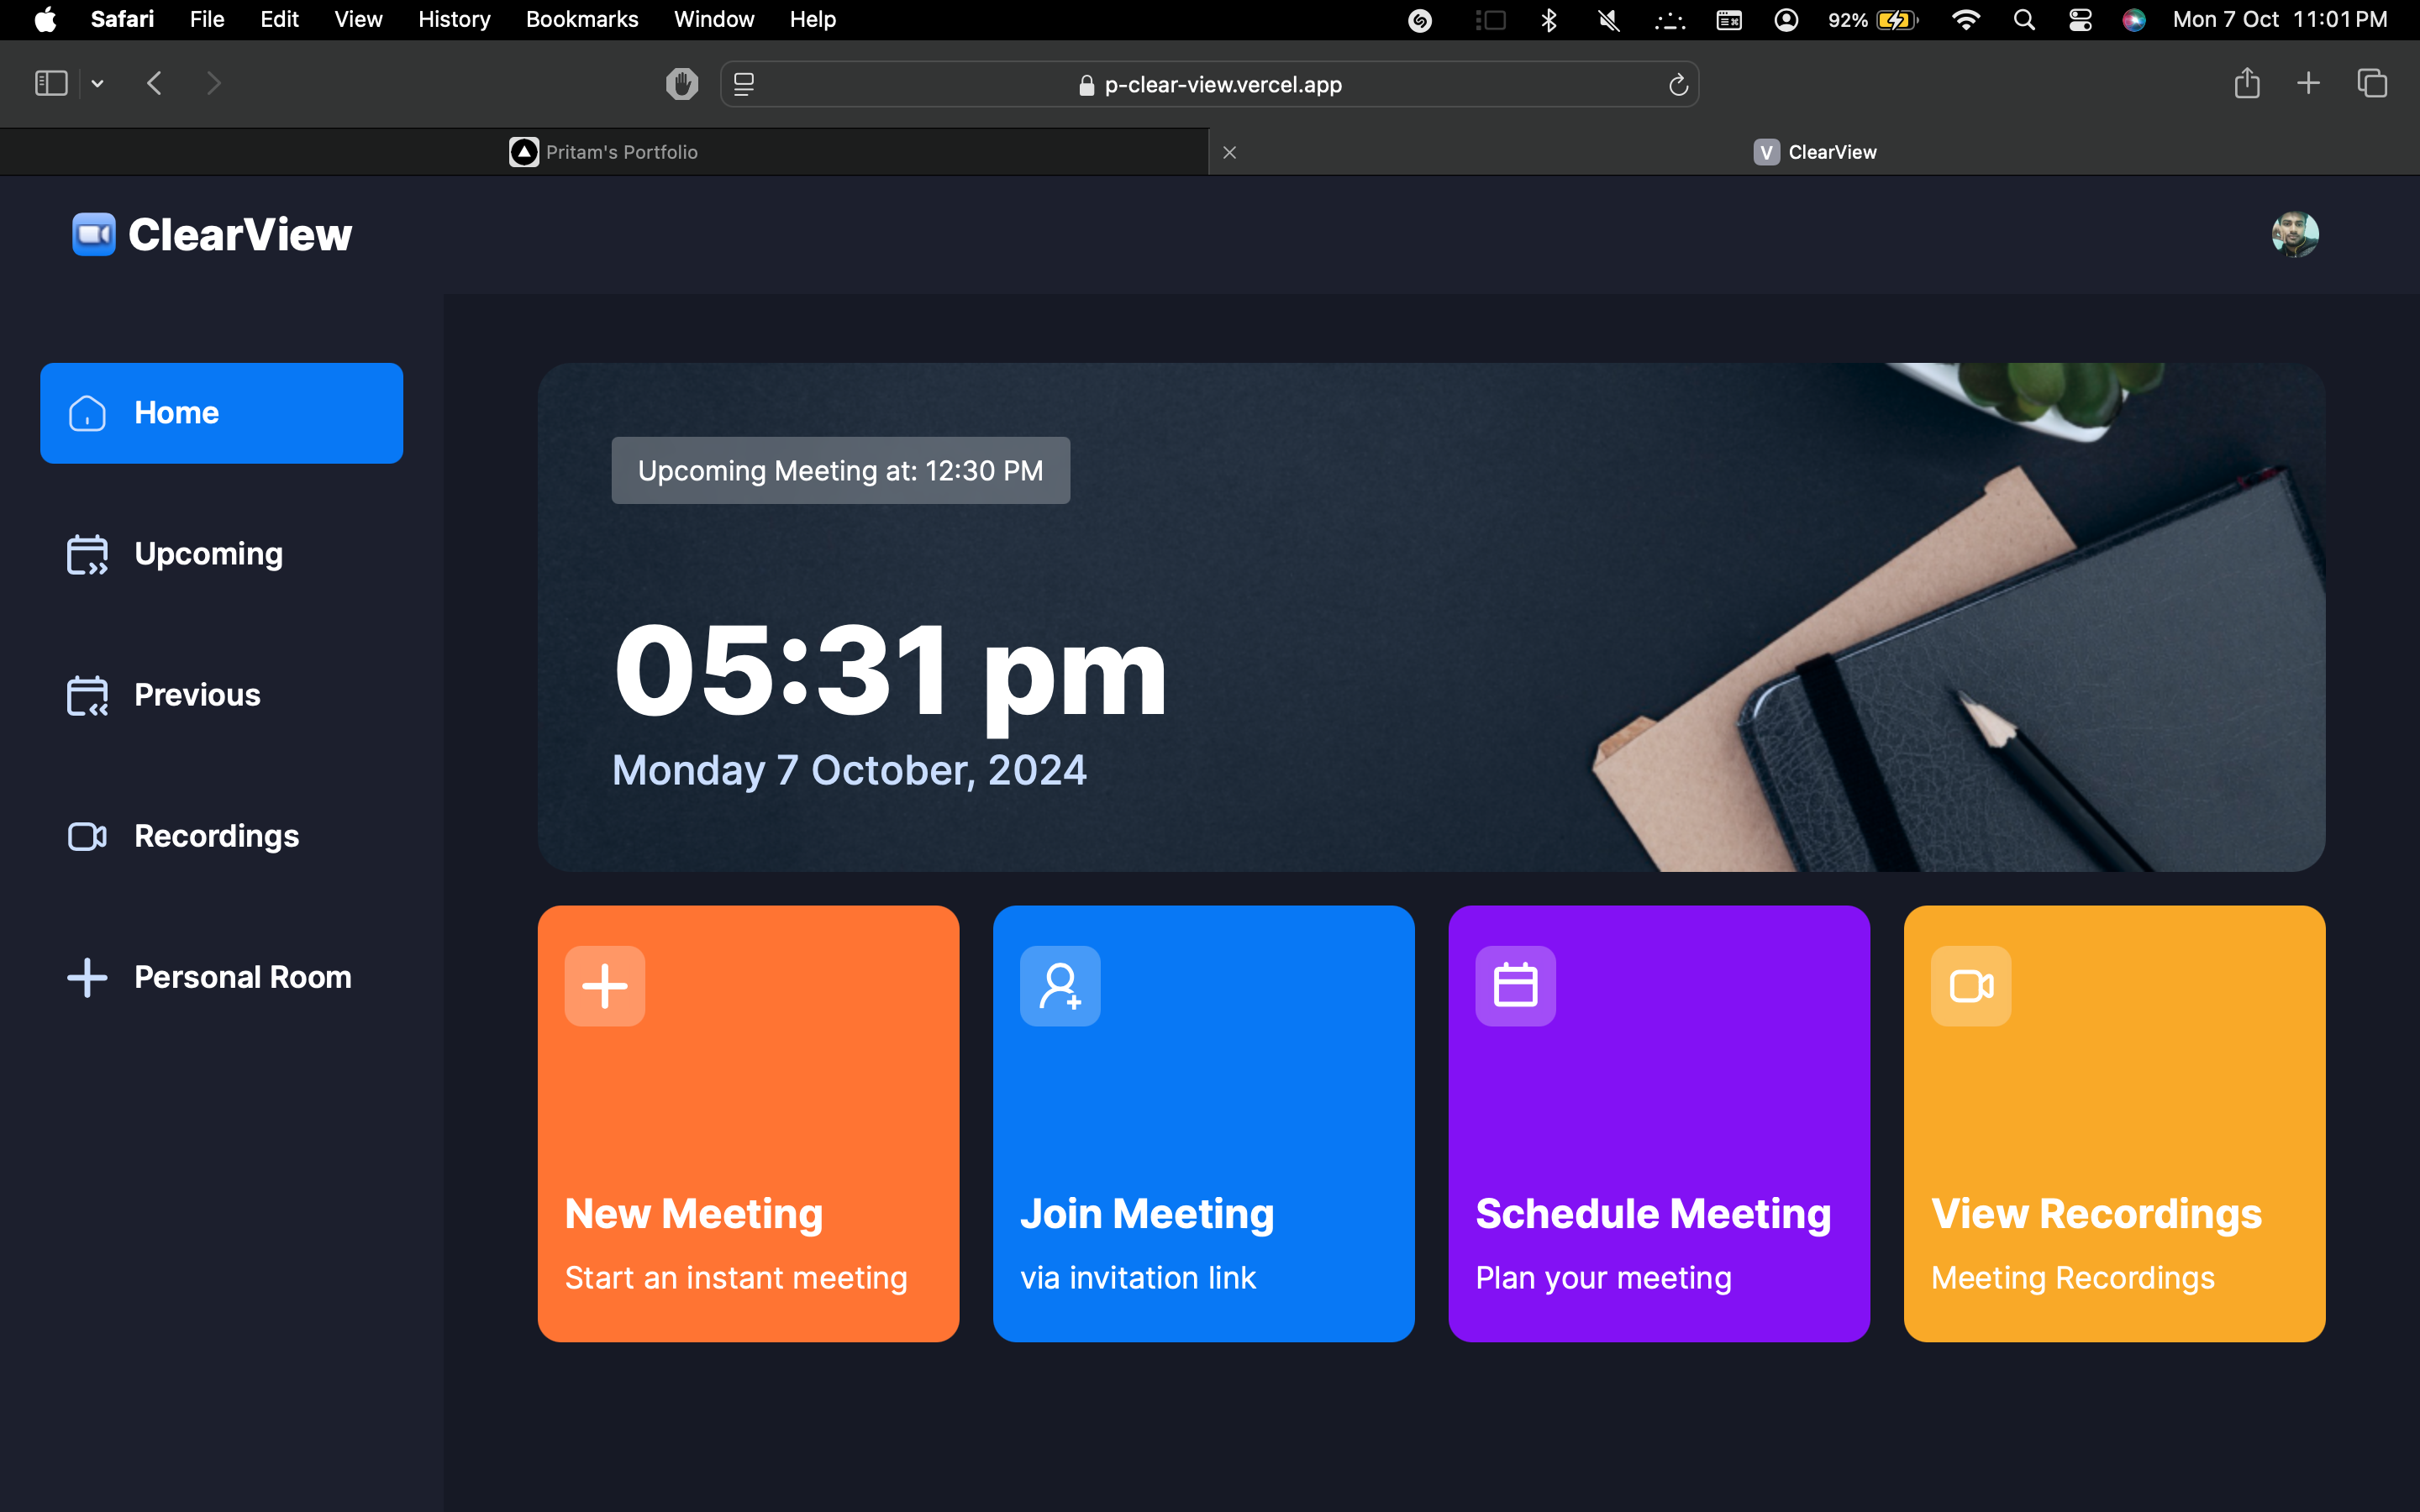 Safari File Edit View History Bookmarks Window Help 92% Mon 7 Oct 11:01 PM
p-clear-view.vercel.app
Pritam's Portfolio
V ClearView
ClearView
Home
Upcoming
Previous
Recordings
Personal Room
Upcoming Meeting at: 12:30 PM
05:31 pm
Monday 7 October, 2024
New Meeting
Start an instant meeting
Join Meeting
via invitation link
Schedule Meeting
Plan your meeting
View Recordings
Meeting Recordings